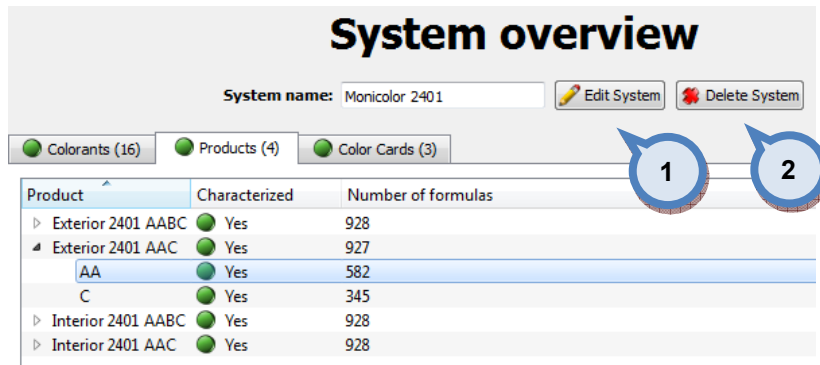 System overview
System name: Monicolor 2401 Edit System Delete System
Colorants (16) Products (4) Color Cards (3)
1 2
Product Characterized Number of formulas
Exterior 2401 AABC Yes 928
Exterior 2401 AAC Yes 927
AA Yes 582
C Yes 345
Interior 2401 AABC Yes 928
Interior 2401 AAC Yes 928